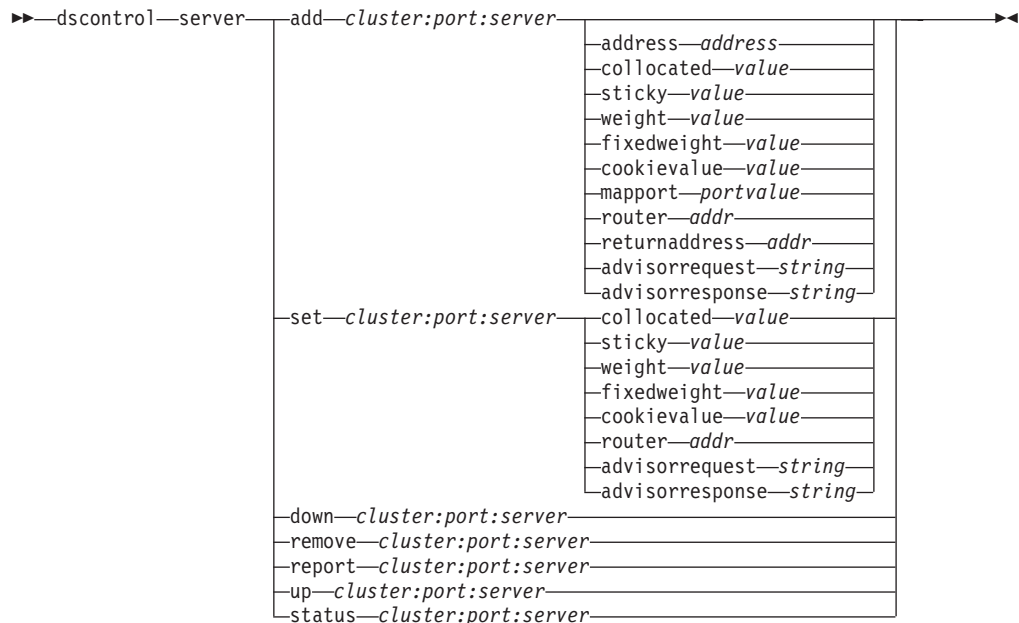 dscontrol server add cluster:port:server
address address
collocated value
sticky value
weight value
fixedweight value
cookievalue value
mapport portvalue
router addr
returnaddress addr
advisorrequest string
advisorresponse string
set cluster:port:server collocated value
sticky value
weight value
fixedweight value
cookievalue value
router addr
advisorrequest string
advisorresponse string
down cluster:port:server
remove cluster:port:server
report cluster:port:server
up cluster:port:server
status cluster:port:server